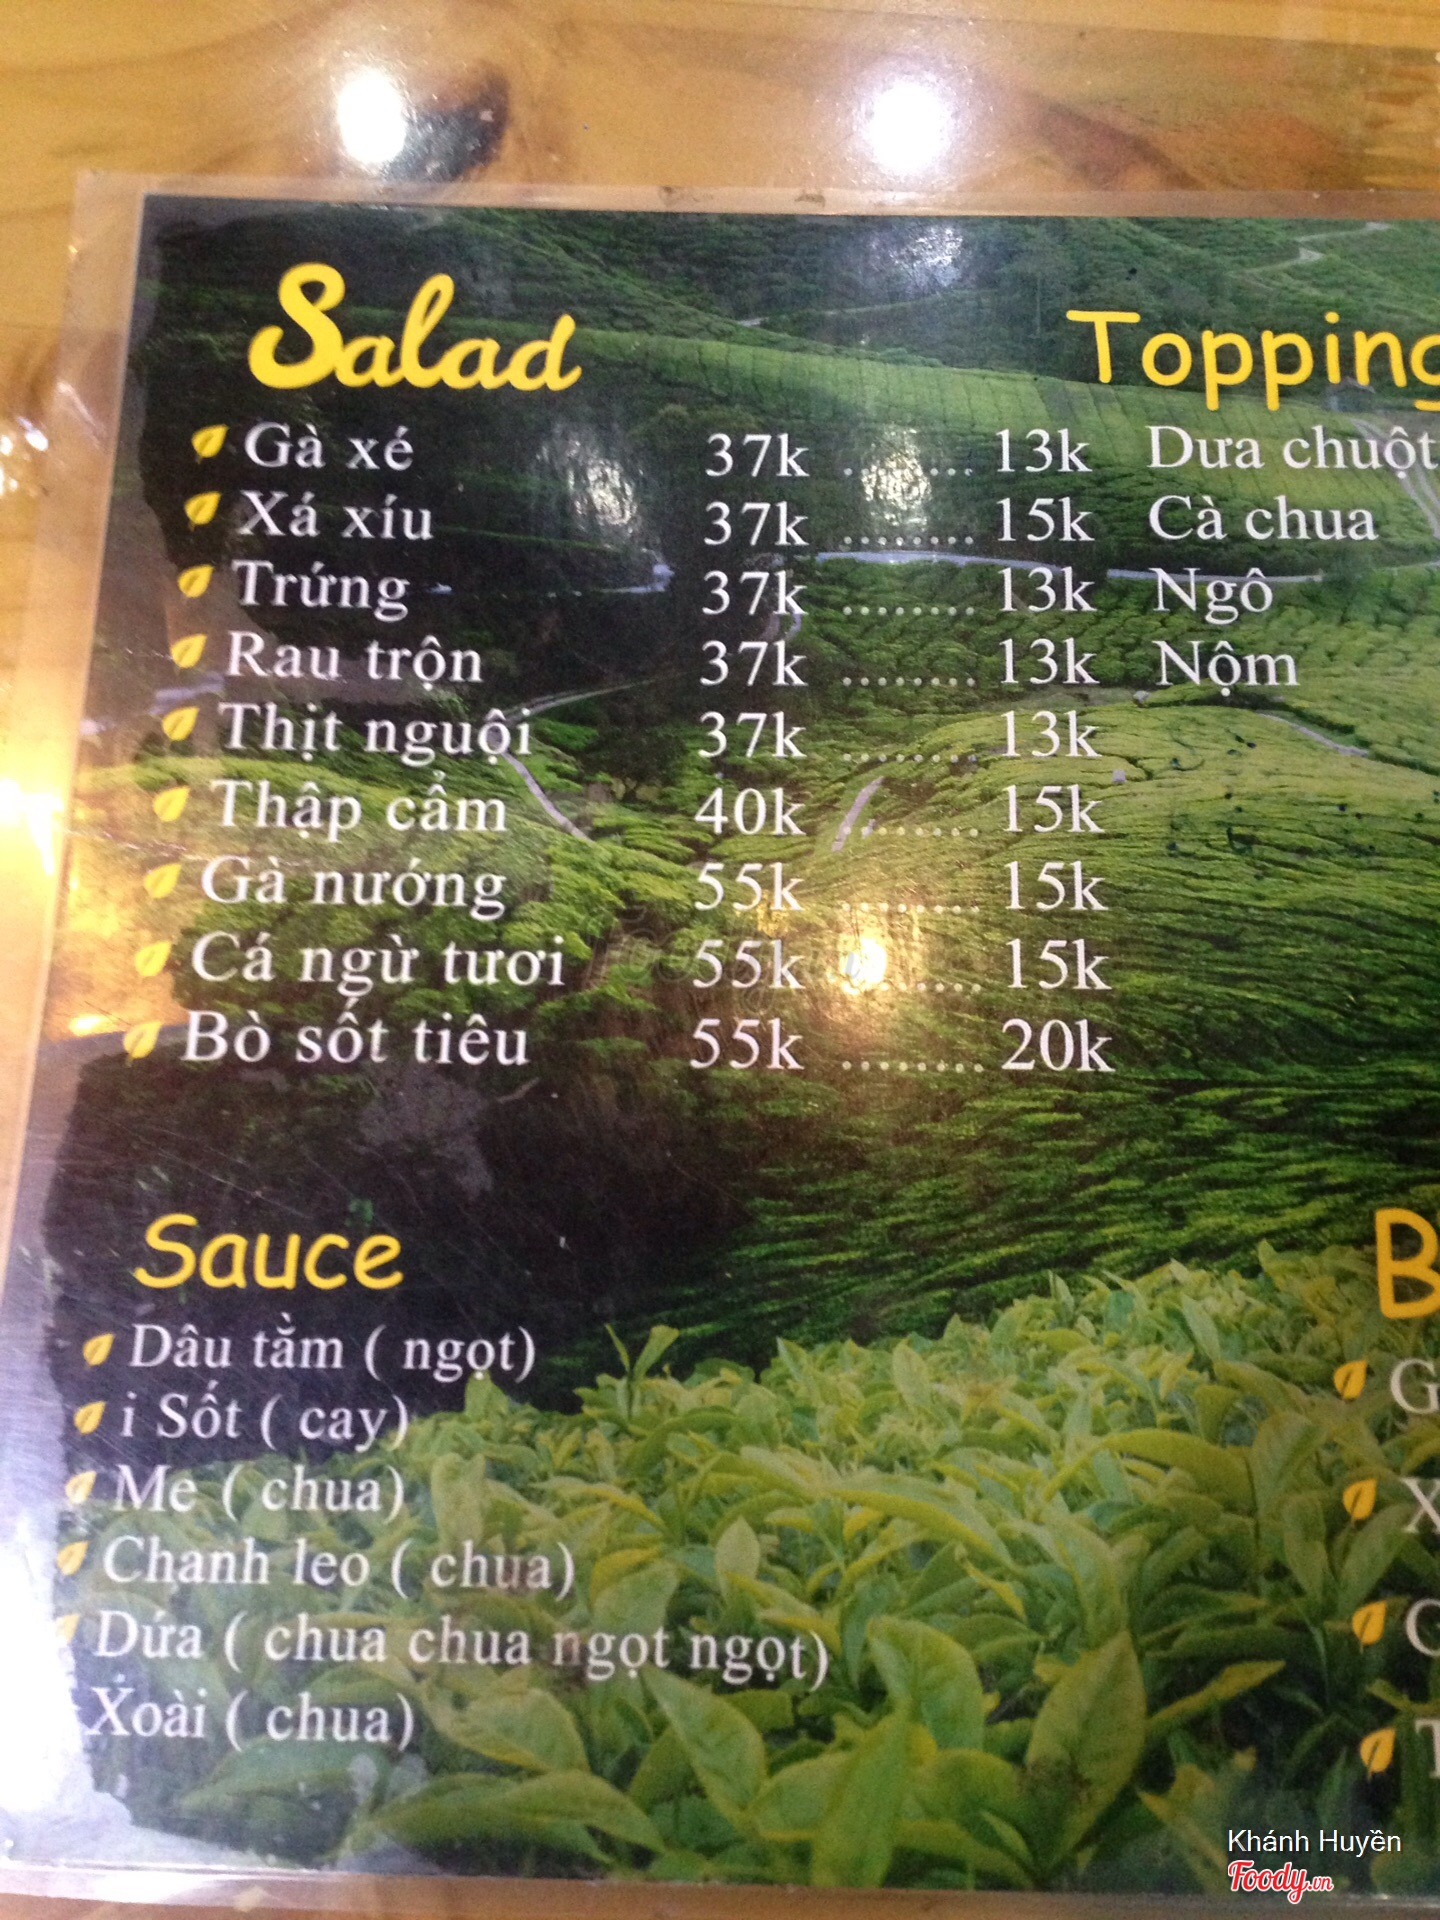 Salad
Topping
Gà xé 37k ........ 13k Dưa chuột
Xá xíu 37k ........ 15k Cà chua
Trứng 37k ........ 13k Ngô
Rau trộn 37k ........ 13k Nộm
Thịt nguội 37k ........ 13k
Thập cẩm 40k ........ 15k
Gà nướng 55k ........ 15k
Cá ngừ tươi 55k ........ 15k
Bò sốt tiêu 55k ........ 20k
Sauce
Dâu tằm ( ngọt)
i Sốt ( cay)
Me ( chua)
Chanh leo ( chua)
Dứa ( chua chua ngọt ngọt)
Xoài ( chua)
Khánh Huyền
Foody.vn